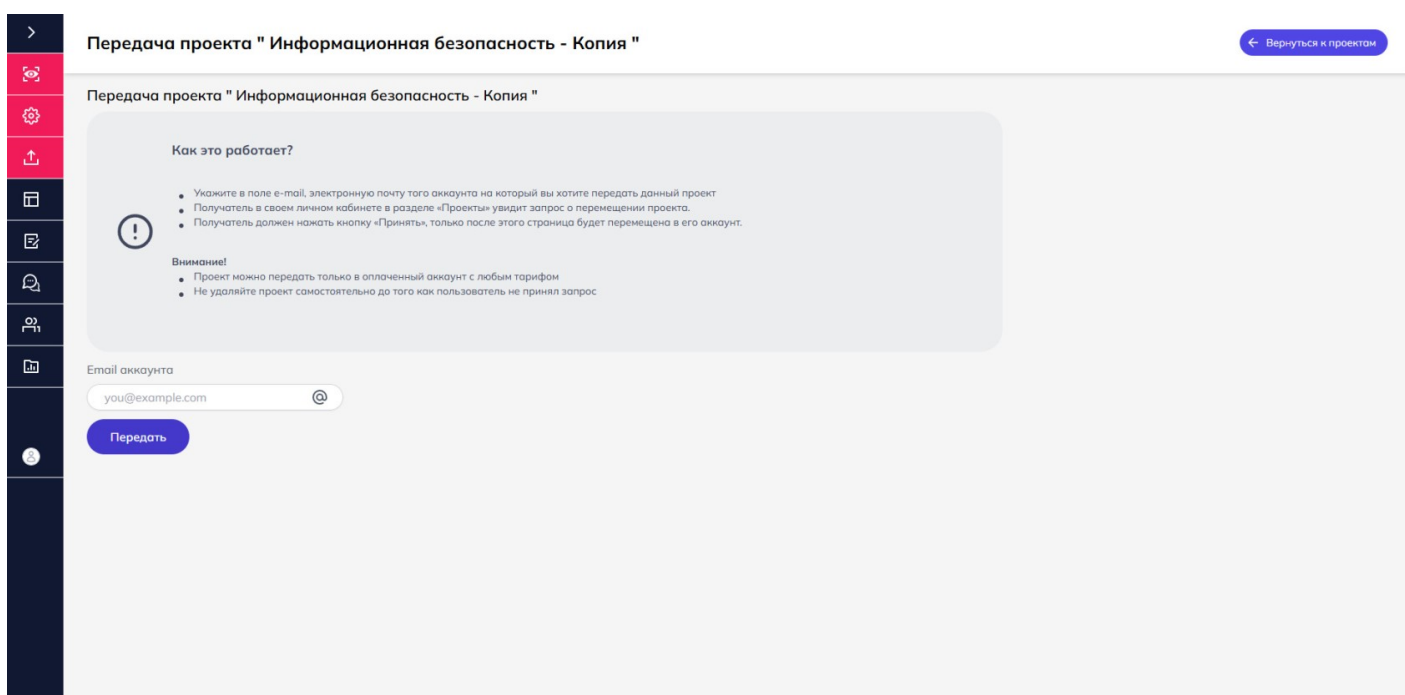 Передача проекта " Информационная безопасность - Копия "
← Вернуться к проектам
Передача проекта " Информационная безопасность - Копия "
Как это работает?
• Укажите в поле e-mail, электронную почту того аккаунта на который вы хотите передать данный проект
• Получатель в своем личном кабинете в разделе «Проекты» увидит запрос о перемещении проекта.
• Получатель должен нажать кнопку «Принять», только после этого страница будет перемещена в его аккаунт.
Внимание!
• Проект можно передать только в оплаченный аккаунт с любым тарифом
• Не удаляйте проект самостоятельно до того как пользователь не принял запрос
Email аккаунта
you@example.com @
Передать